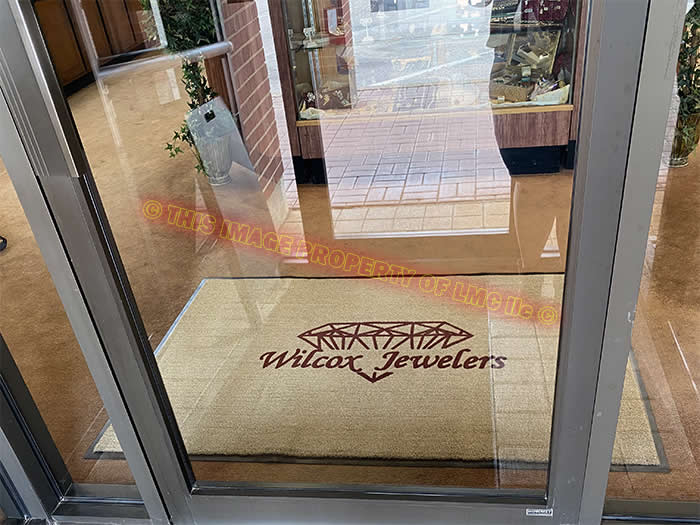 © THIS IMAGE PROPERTY OF LMC llc ©
Wilcox Jewelers